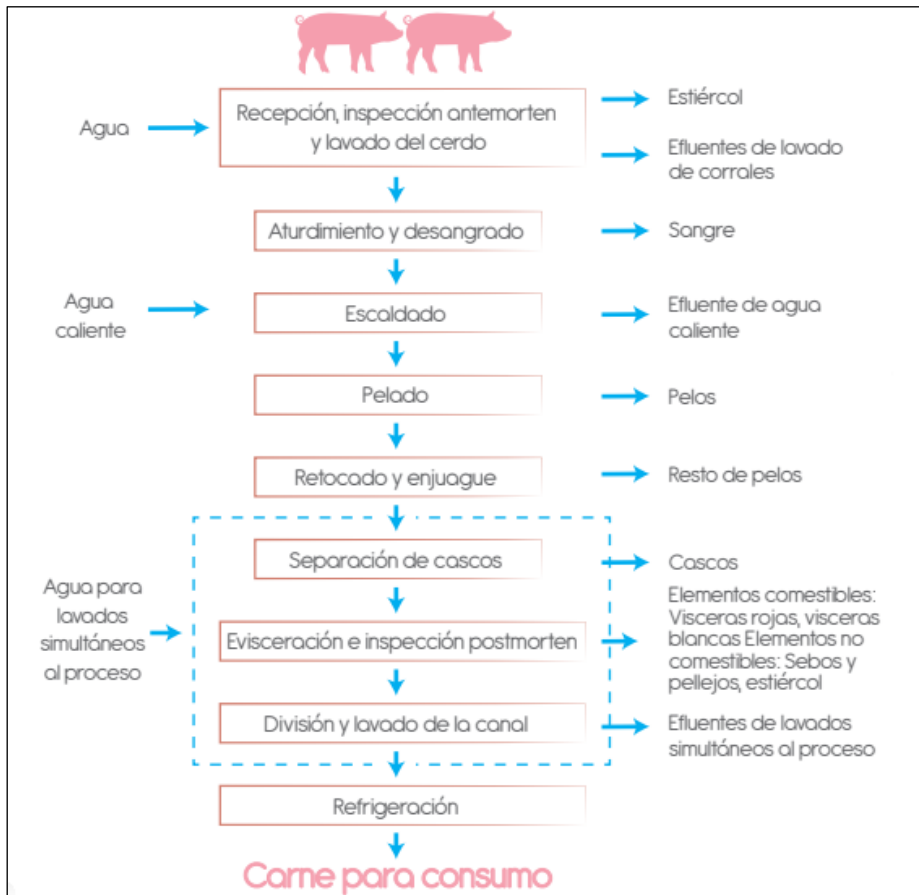 Agua
Recepción, inspección antemorten
y lavado del cerdo
Estiércol
Efluentes de lavado
de corrales
Aturdimiento y desangrado
Sangre
Agua
caliente
Escaldado
Efluente de agua
caliente
Pelado
Pelos
Retocado y enjuague
Resto de pelos
Agua para
lavados
simultáneos
al proceso
Separación de cascos
Cascos
Evisceración e inspección postmorten
Elementos comestibles:
Visceras rojas, visceras
blancas Elementos no
comestibles: Sebos y
pellejos, estiércol
División y lavado de la canal
Efluentes de lavados
simultáneos al proceso
Refrigeración
Carne para consumo